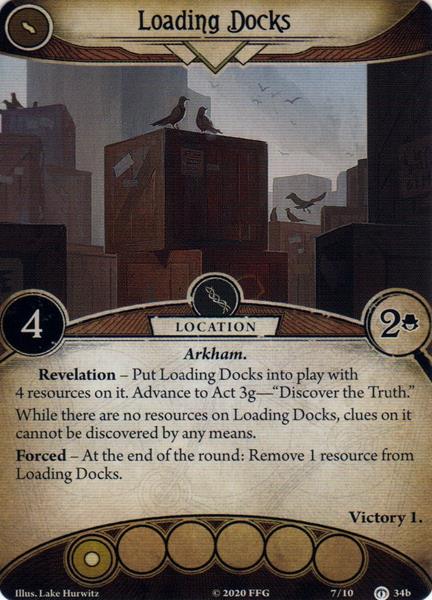 Loading Docks
4
LOCATION
2
Arkham.
Revelation – Put Loading Docks into play with
4 resources on it. Advance to Act 3g—“Discover the Truth.”
While there are no resources on Loading Docks, clues on it
cannot be discovered by any means.
Forced – At the end of the round: Remove 1 resource from
Loading Docks.
Victory 1.
Illus. Lake Hurwitz © 2020 FFG 7/10 34b